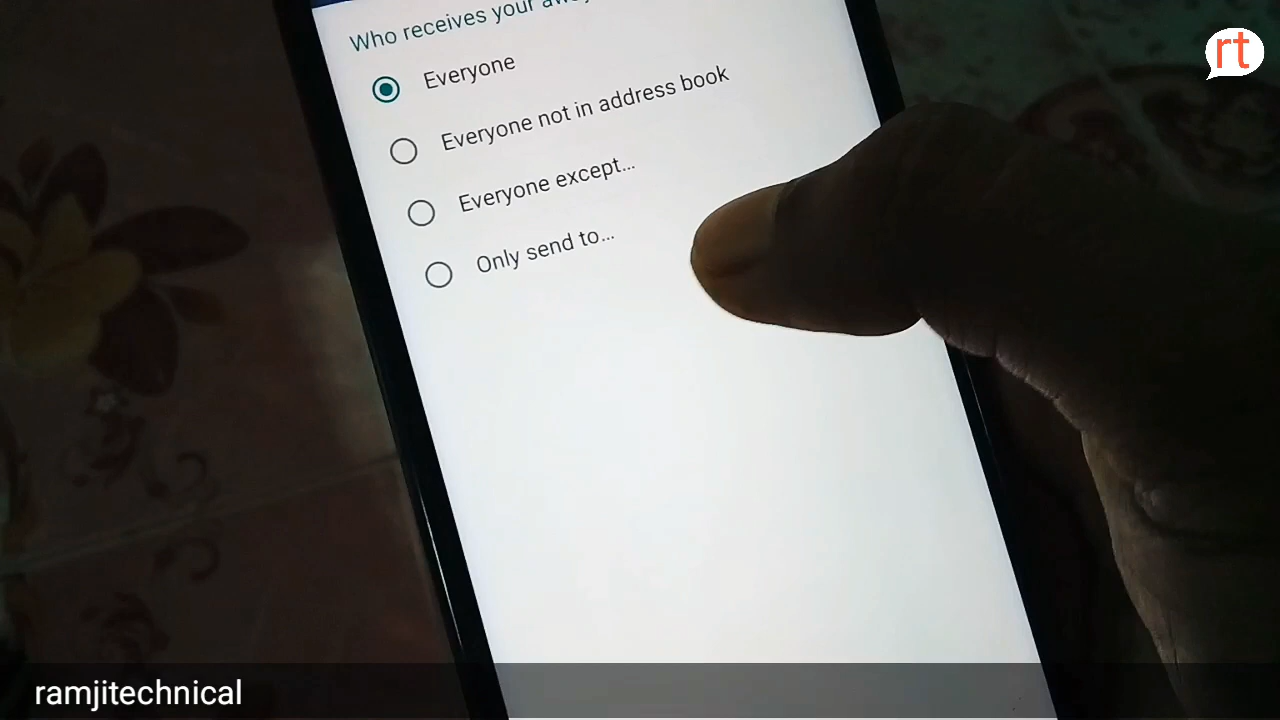 Who receives your
Everyone
Everyone not in address book
Everyone except...
Only send to...
rt
ramjitechnical